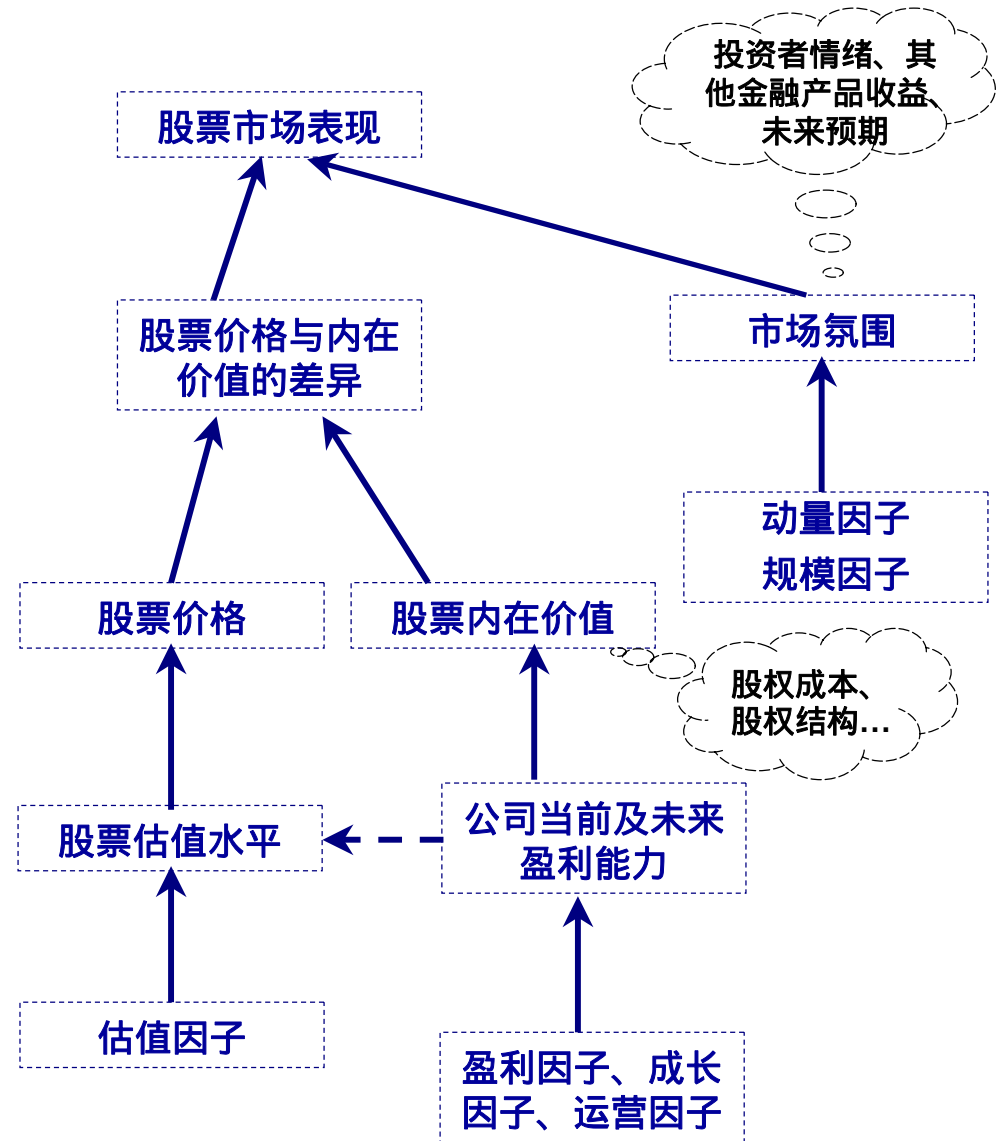 投资者情绪、其
他金融产品收益、
未来预期
股票市场表现
股票价格与内在
价值的差异
市场氛围
动量因子
规模因子
股票价格
股票内在价值
股权成本、
股权结构...
股票估值水平
公司当前及未来
盈利能力
估值因子
盈利因子、成长
因子、运营因子